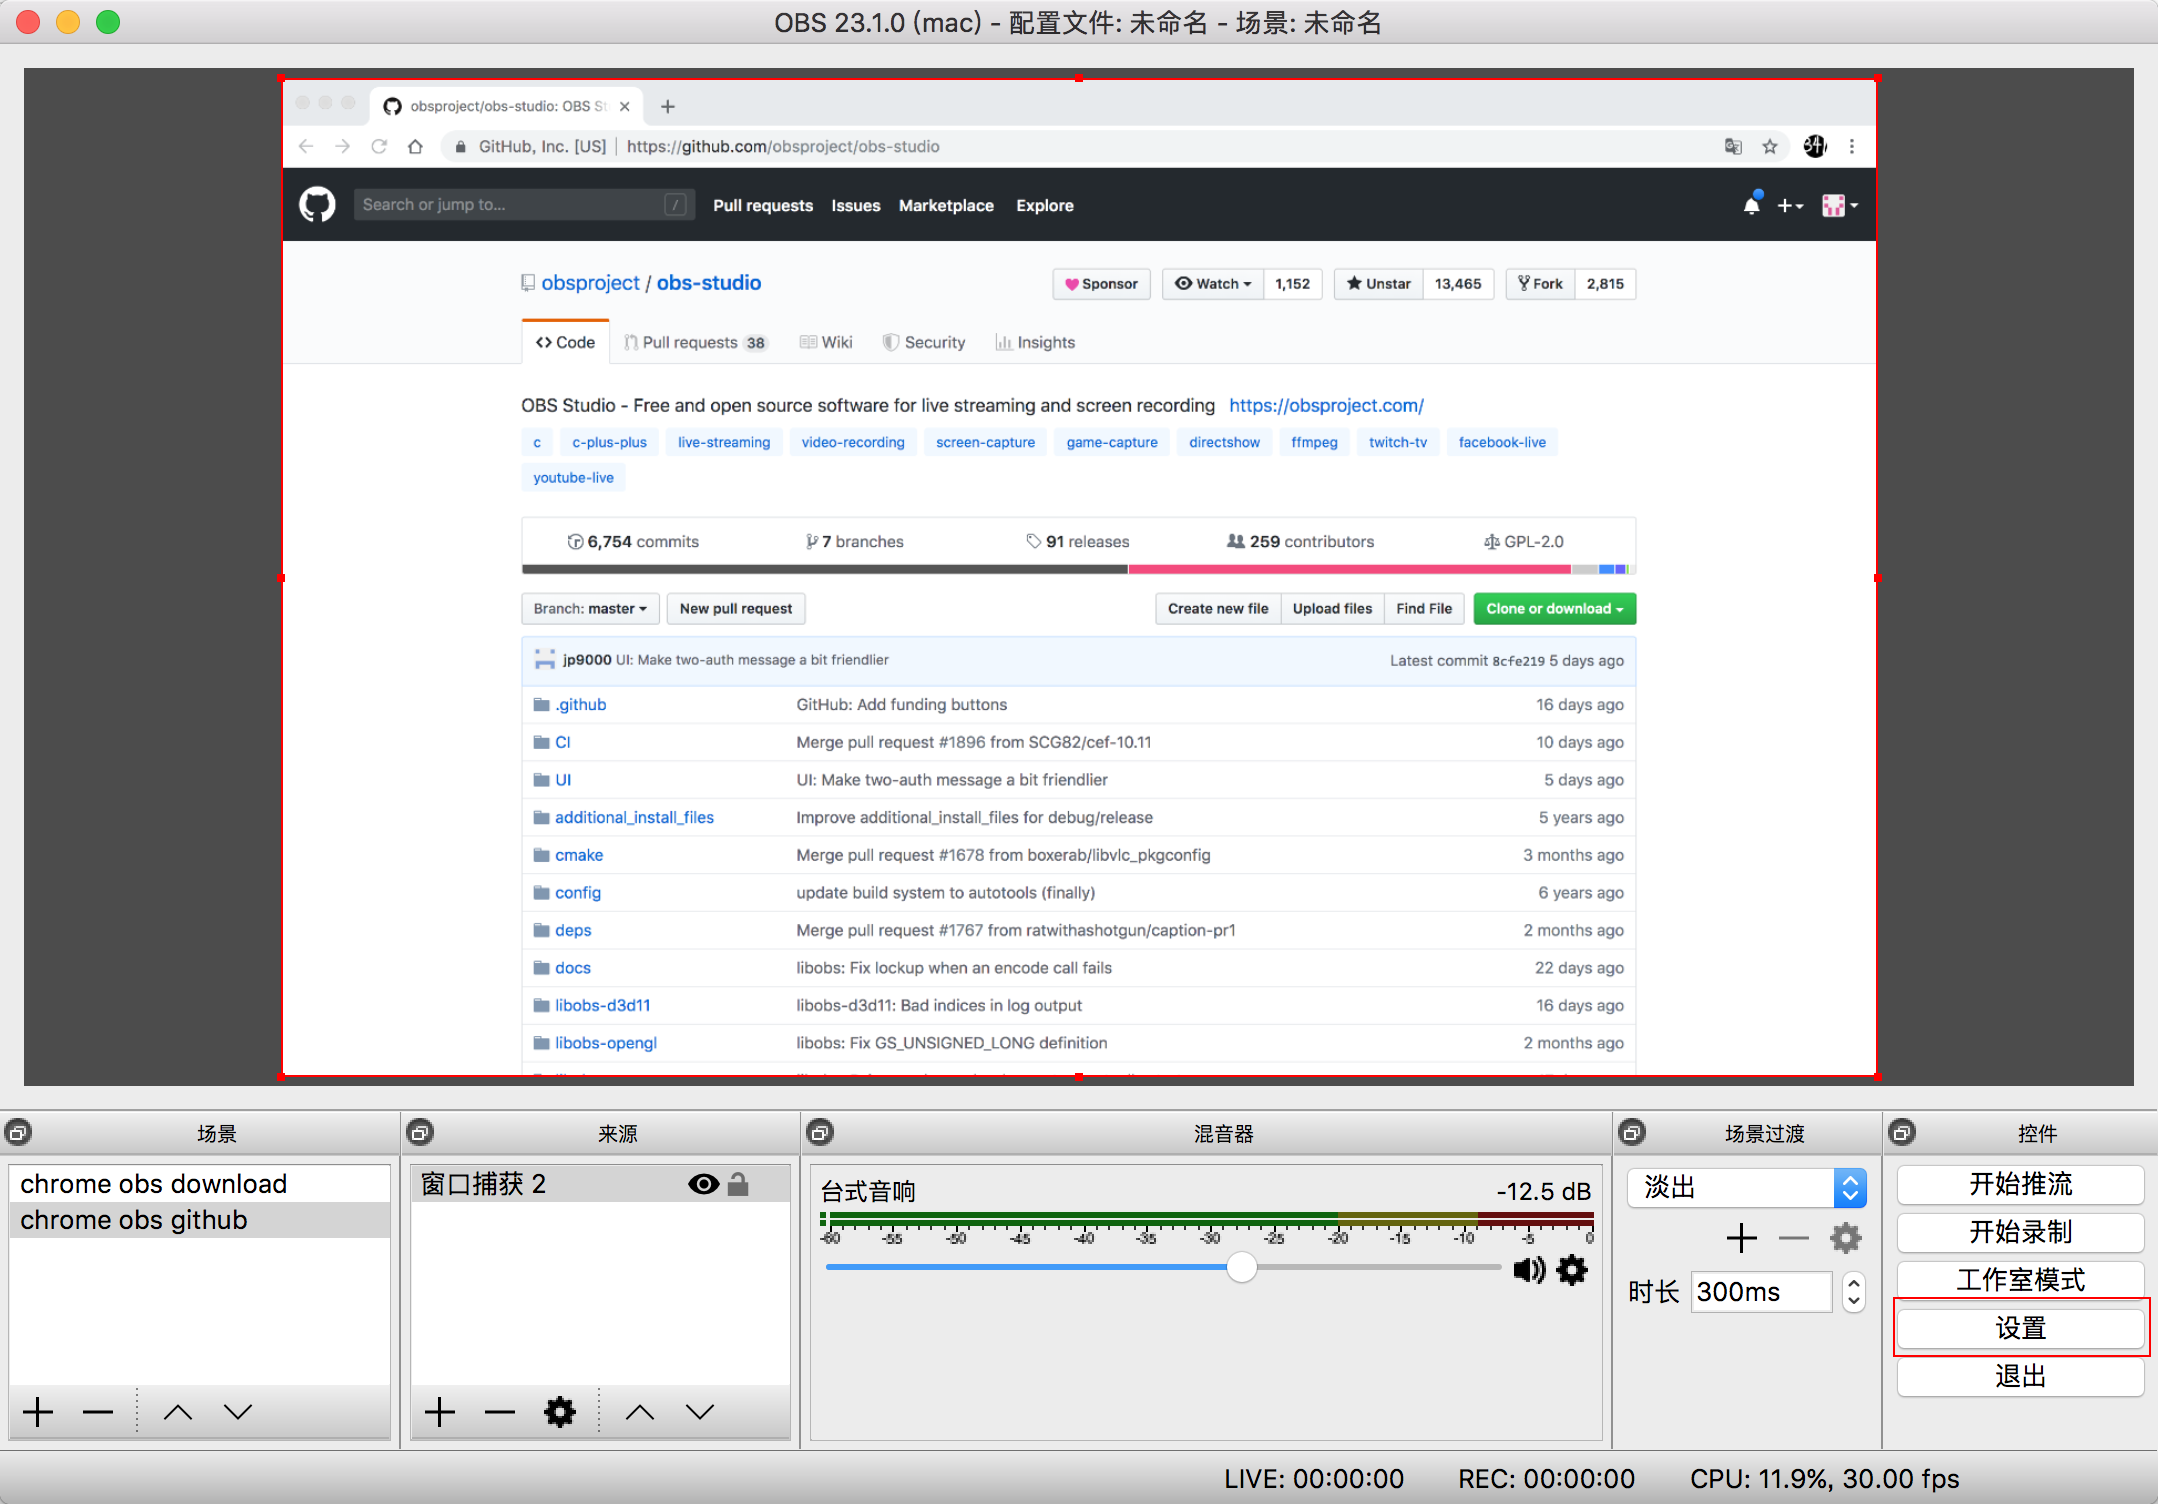 OBS 23.1.0 (mac) - 配置文件: 未命名 - 场景: 未命名
obsproject/obs-studio: OBS St
GitHub, Inc. [US] | https://github.com/obsproject/obs-studio
Search or jump to... / Pull requests Issues Marketplace Explore
obsproject / obs-studio Sponsor Watch 1,152 Unstar 13,465 Fork 2,815
Code Pull requests 38 Wiki Security Insights
OBS Studio - Free and open source software for live streaming and screen recording https://obsproject.com/
c c-plus-plus live-streaming video-recording screen-capture game-capture directshow ffmpeg twitch-tv facebook-live
youtube-live
6,754 commits 7 branches 91 releases 259 contributors GPL-2.0
Branch: master New pull request Create new file Upload files Find File Clone or download
jp9000 UI: Make two-auth message a bit friendlier Latest commit 8cfe219 5 days ago
.github GitHub: Add funding buttons 16 days ago
CI Merge pull request #1896 from SCG82/cef-10.11 10 days ago
UI UI: Make two-auth message a bit friendlier 5 days ago
additional_install_files Improve additional_install_files for debug/release 5 years ago
cmake Merge pull request #1678 from boxerab/libvlc_pkgconfig 3 months ago
config update build system to autotools (finally) 6 years ago
deps Merge pull request #1767 from ratwithashotgun/caption-pr1 2 months ago
docs libobs: Fix lockup when an encode call fails 22 days ago
libobs-d3d11 libobs-d3d11: Bad indices in log output 16 days ago
libobs-opengl libobs: Fix GS_UNSIGNED_LONG definition 2 months ago
场景 来源 混音器 场景过渡 控件
chrome obs download
chrome obs github
窗口捕获 2
台式音响 -12.5 dB
-60 -55 -50 -45 -40 -35 -30 -25 -20 -15 -10 -5 0
淡出
时长 300ms
开始推流
开始录制
工作室模式
设置
退出
LIVE: 00:00:00 REC: 00:00:00 CPU: 11.9%, 30.00 fps